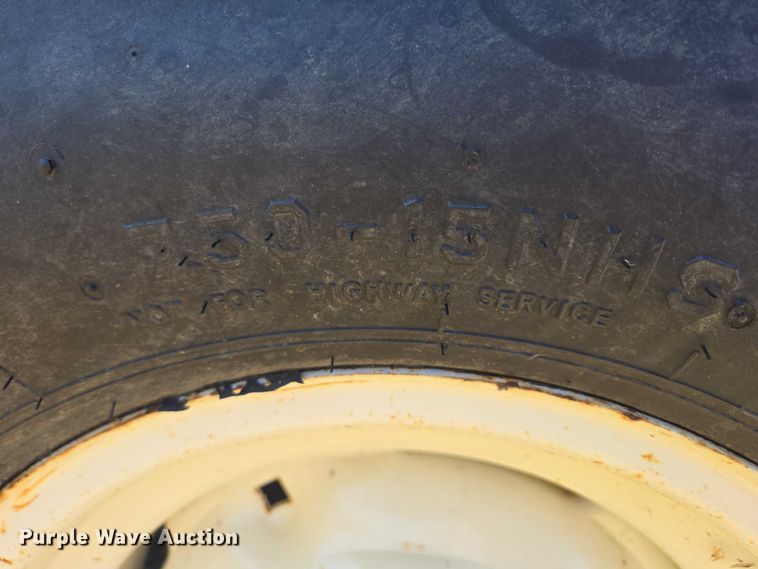 7.50-15NHS
NOT FOR HIGHWAY SERVICE
Purple Wave Auction